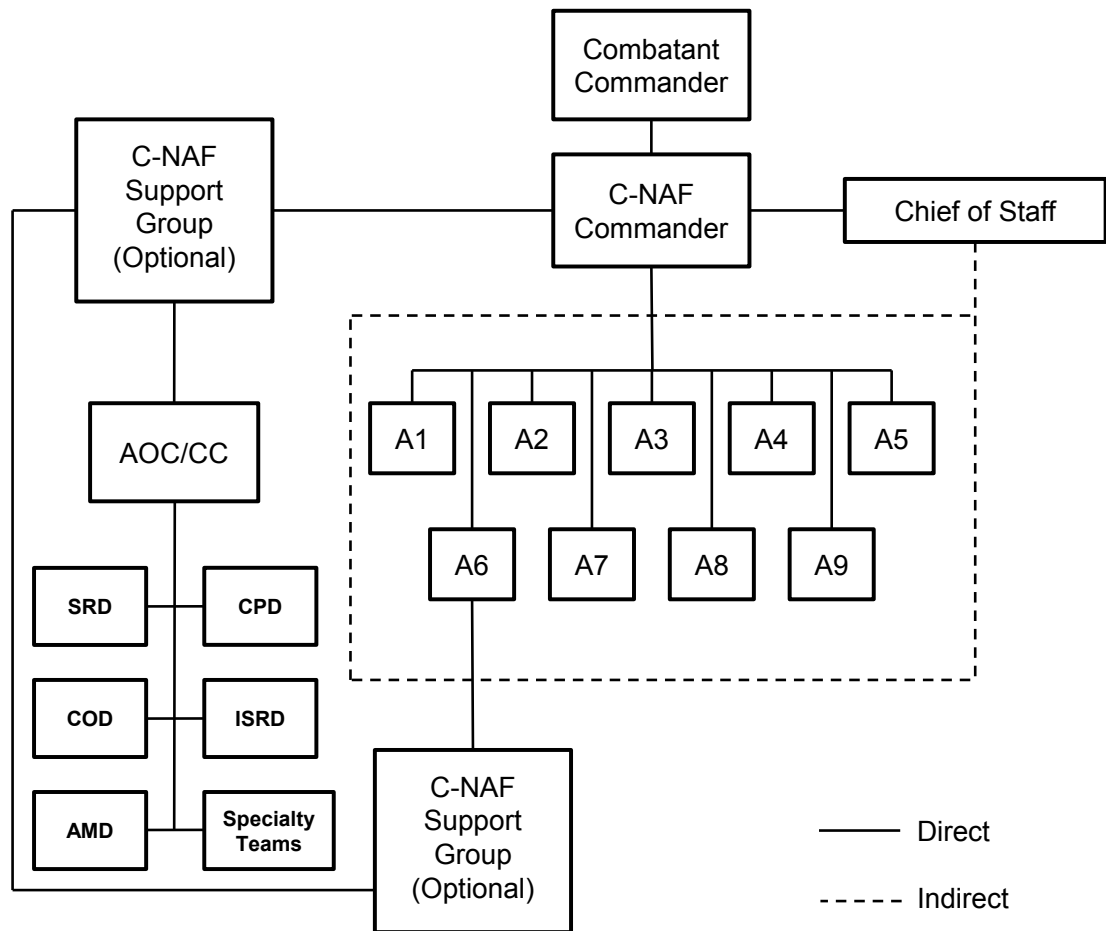 Combatant
Commander
C-NAF
Support
Group
(Optional)
C-NAF
Commander
Chief of Staff
AOC/CC
A1
A2
A3
A4
A5
A6
A7
A8
A9
SRD
CPD
COD
ISRD
AMD
Specialty
Teams
C-NAF
Support
Group
(Optional)
Direct
Indirect